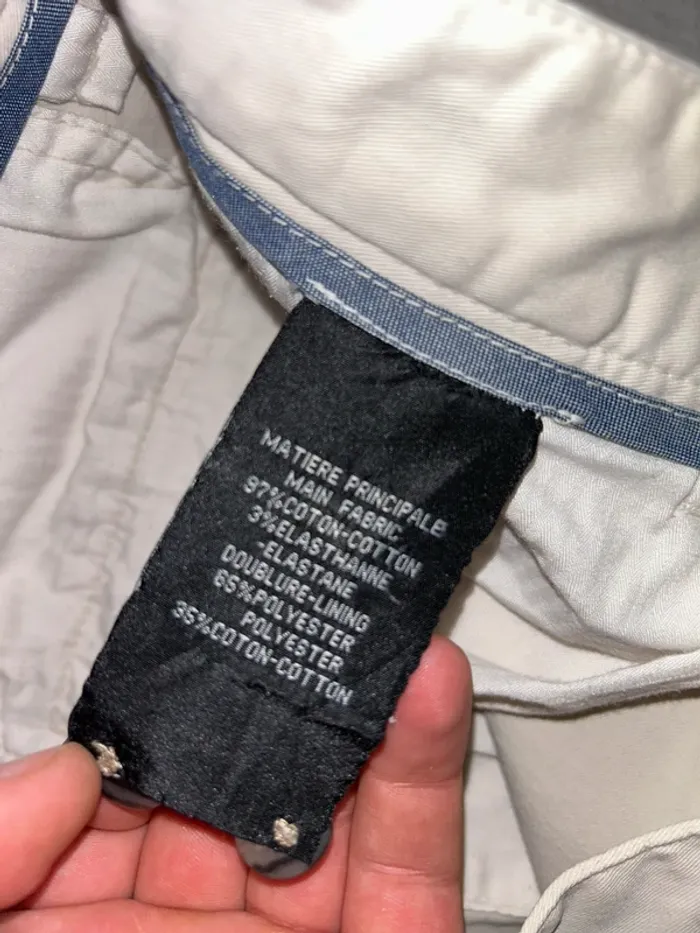 MATIERE PRINCIPALE
MAIN FABRIC
97%COTON-COTTON
3%ELASTHANNE
ELASTANE
DOUBLURE-LINING
65%POLYESTER
POLYESTER
35%COTON-COTTON